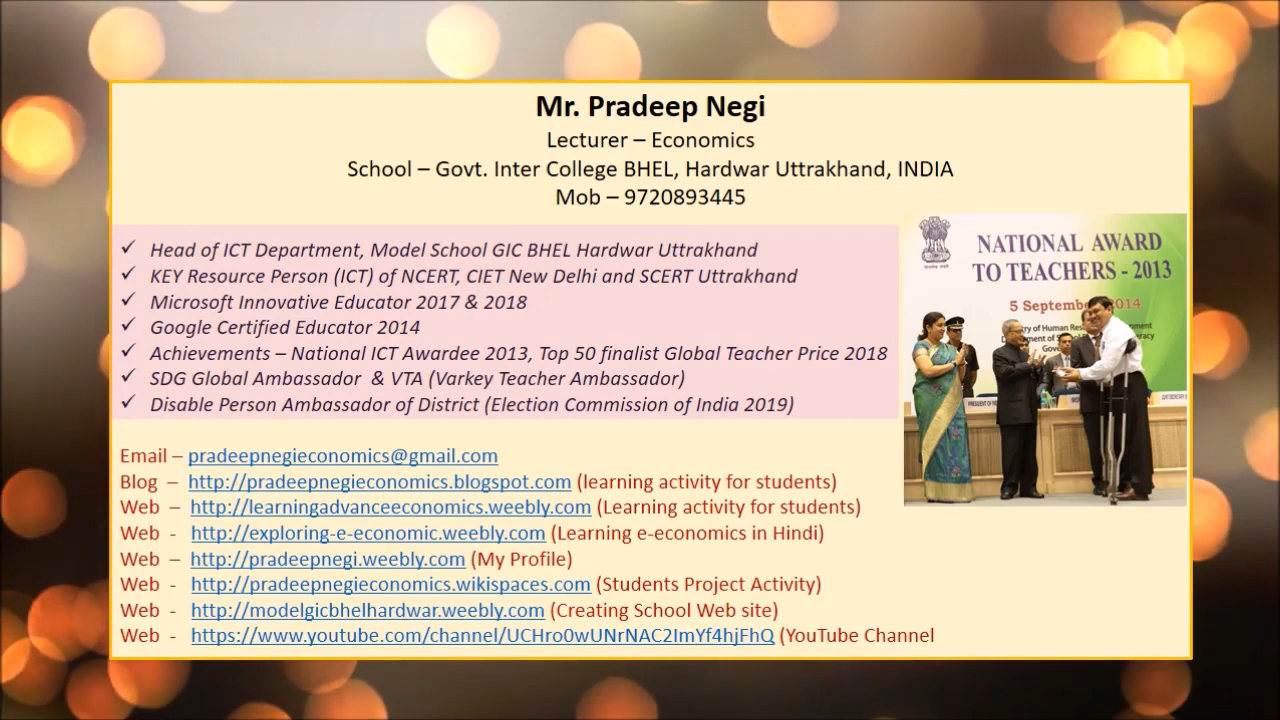 Mr. Pradeep Negi
Lecturer – Economics
School – Govt. Inter College BHEL, Hardwar Uttrakhand, INDIA
Mob – 9720893445
✓ Head of ICT Department, Model School GIC BHEL Hardwar Uttrakhand
✓ KEY Resource Person (ICT) of NCERT, CIET New Delhi and SCERT Uttrakhand
✓ Microsoft Innovative Educator 2017 & 2018
✓ Google Certified Educator 2014
✓ Achievements – National ICT Awardee 2013, Top 50 finalist Global Teacher Price 2018
✓ SDG Global Ambassador & VTA (Varkey Teacher Ambassador)
✓ Disable Person Ambassador of District (Election Commission of India 2019)
NATIONAL AWARD
TO TEACHERS - 2013
5 September 2014
Email – pradeepnegieconomics@gmail.com
Blog – http://pradeepnegieconomics.blogspot.com (learning activity for students)
Web – http://learningadvanceeconomics.weebly.com (Learning activity for students)
Web - http://exploring-e-economic.weebly.com (Learning e-economics in Hindi)
Web – http://pradeepnegi.weebly.com (My Profile)
Web - http://pradeepnegieconomics.wikispaces.com (Students Project Activity)
Web - http://modelgicbhelhardwar.weebly.com (Creating School Web site)
Web - https://www.youtube.com/channel/UCHro0wUNrNAC2ImYf4hjFhQ (YouTube Channel